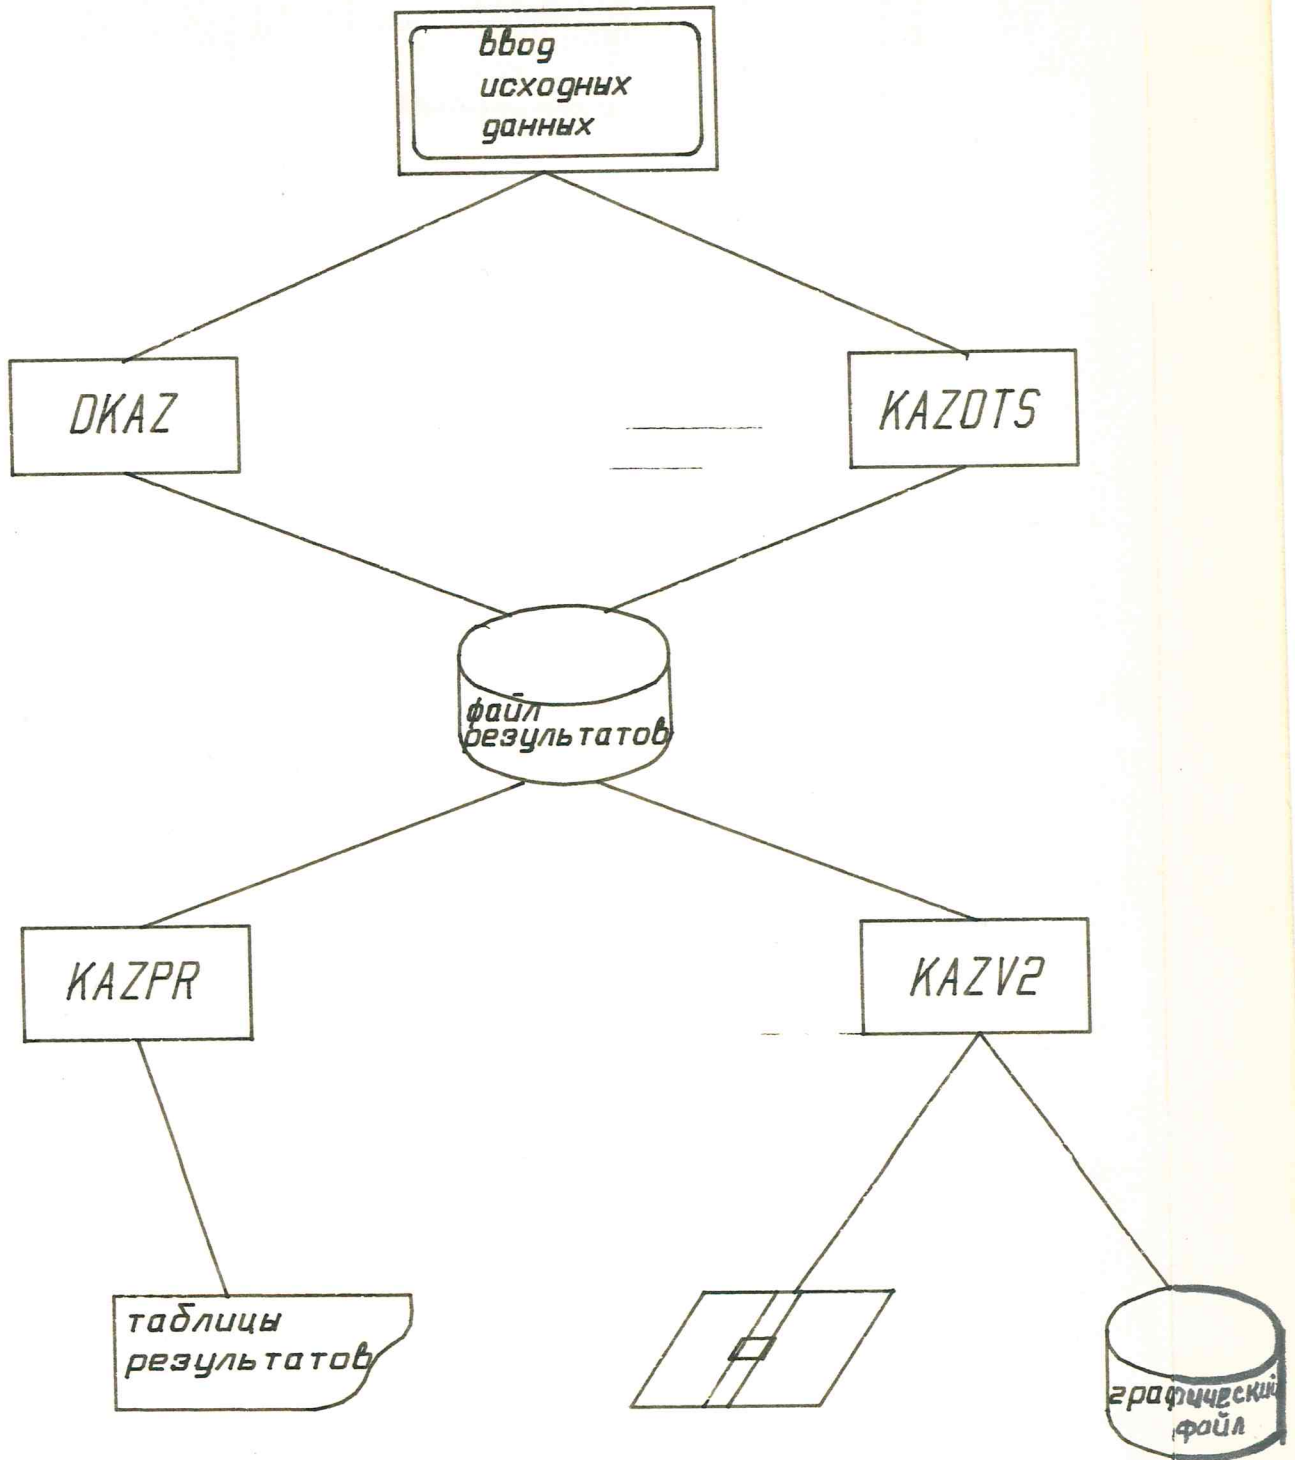 ввод
исходных
данных
DKAZ
KAZOTS
файл
результатов
KAZPR
KAZV2
таблицы
результатов
графический
файл